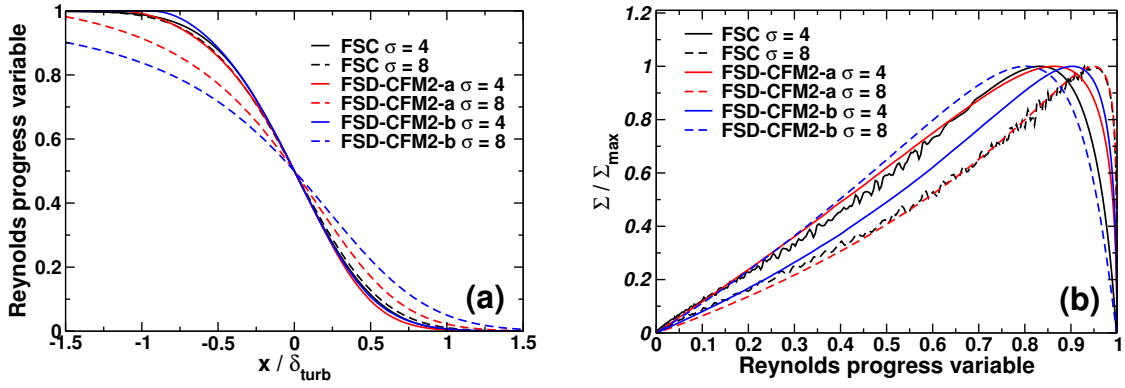 Reynolds progress variable
1
0.8
0.6
0.4
0.2
0
-1.5
-1
-0.5
0
0.5
1
1.5
x / δturb
FSC σ = 4
FSC σ = 8
FSD-CFM2-a σ = 4
FSD-CFM2-a σ = 8
FSD-CFM2-b σ = 4
FSD-CFM2-b σ = 8
(a)
Σ / Σmax
1.2
1
0.8
0.6
0.4
0.2
0
0
0.1
0.2
0.3
0.4
0.5
0.6
0.7
0.8
0.9
1
Reynolds progress variable
FSC σ = 4
FSC σ = 8
FSD-CFM2-a σ = 4
FSD-CFM2-a σ = 8
FSD-CFM2-b σ = 4
FSD-CFM2-b σ = 8
(b)